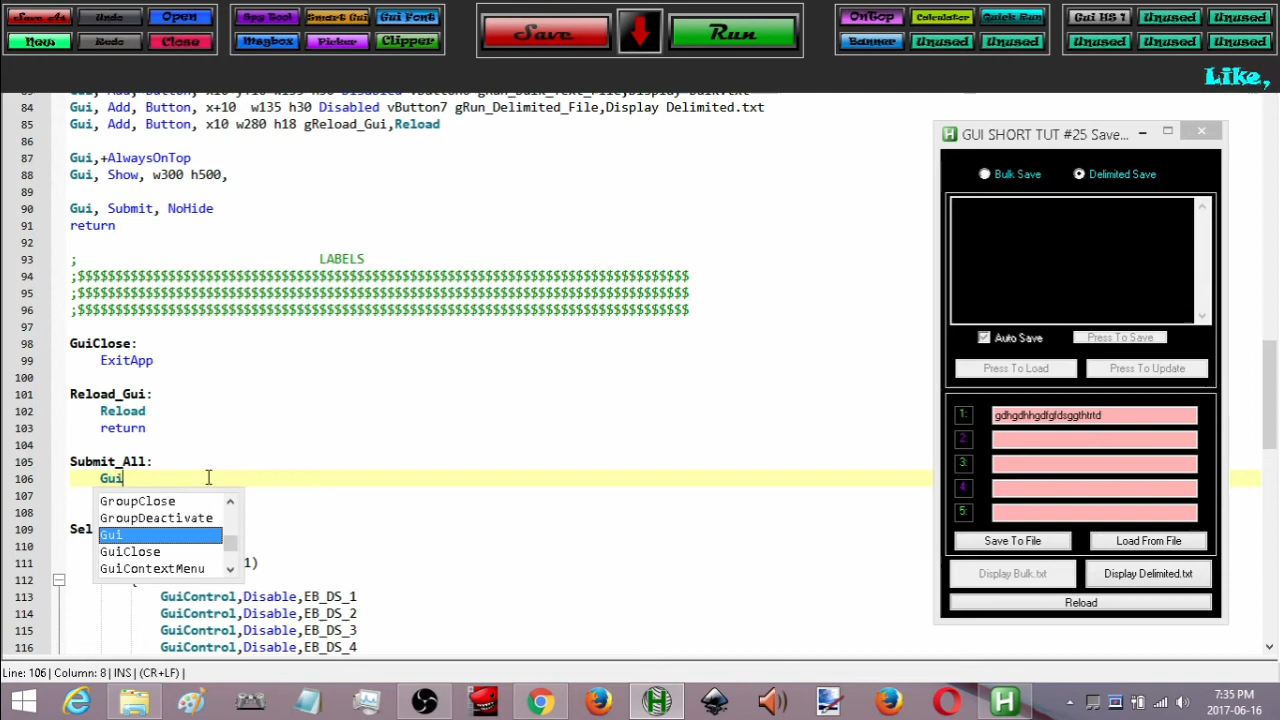 Save As Undo Open Spy Tool Smart Gui Gui Font Save Run OnTop Calculator Quick Run Gui HS 1 Unused Unused
New Redo Close Msgbox Picker Clipper Banner Unused Unused Unused Unused Unused
Like,
84 Gui, Add, Button, x+10 w135 h30 Disabled vButton7 gRun_Delimited_File,Display Delimited.txt
85 Gui, Add, Button, x10 w280 h18 gReload_Gui,Reload
86
87 Gui,+AlwaysOnTop
88 Gui, Show, w300 h500,
89
90 Gui, Submit, NoHide
91 return
92
93 ; LABELS
94 ;$$$$$$$$$$$$$$$$$$$$$$$$$$$$$$$$$$$$$$$$$$$$$$$$$$$$$$$$$$$$$$$$$$$$$$$$$$$$$$$$$
95 ;$$$$$$$$$$$$$$$$$$$$$$$$$$$$$$$$$$$$$$$$$$$$$$$$$$$$$$$$$$$$$$$$$$$$$$$$$$$$$$$$$
96 ;$$$$$$$$$$$$$$$$$$$$$$$$$$$$$$$$$$$$$$$$$$$$$$$$$$$$$$$$$$$$$$$$$$$$$$$$$$$$$$$$$
97
98 GuiClose:
99 ExitApp
100
101 Reload_Gui:
102 Reload
103 return
104
105 Submit_All:
106 Gui
107
108
109 Sel
110
111 1)
112
113 GuiControl,Disable,EB_DS_1
114 GuiControl,Disable,EB_DS_2
115 GuiControl,Disable,EB_DS_3
116 GuiControl,Disable,EB_DS_4
GroupClose
GroupDeactivate
Gui
GuiClose
GuiContextMenu
GUI SHORT TUT #25 Save...
Bulk Save Delimited Save
Auto Save Press To Save
Press To Load Press To Update
1: gdhgdhhgdfgfdsggthtrtd
2:
3:
4:
5:
Save To File Load From File
Display Bulk.txt Display Delimited.txt
Reload
Line: 106 | Column: 8 | INS | (CR+LF) |
7:35 PM
2017-06-16